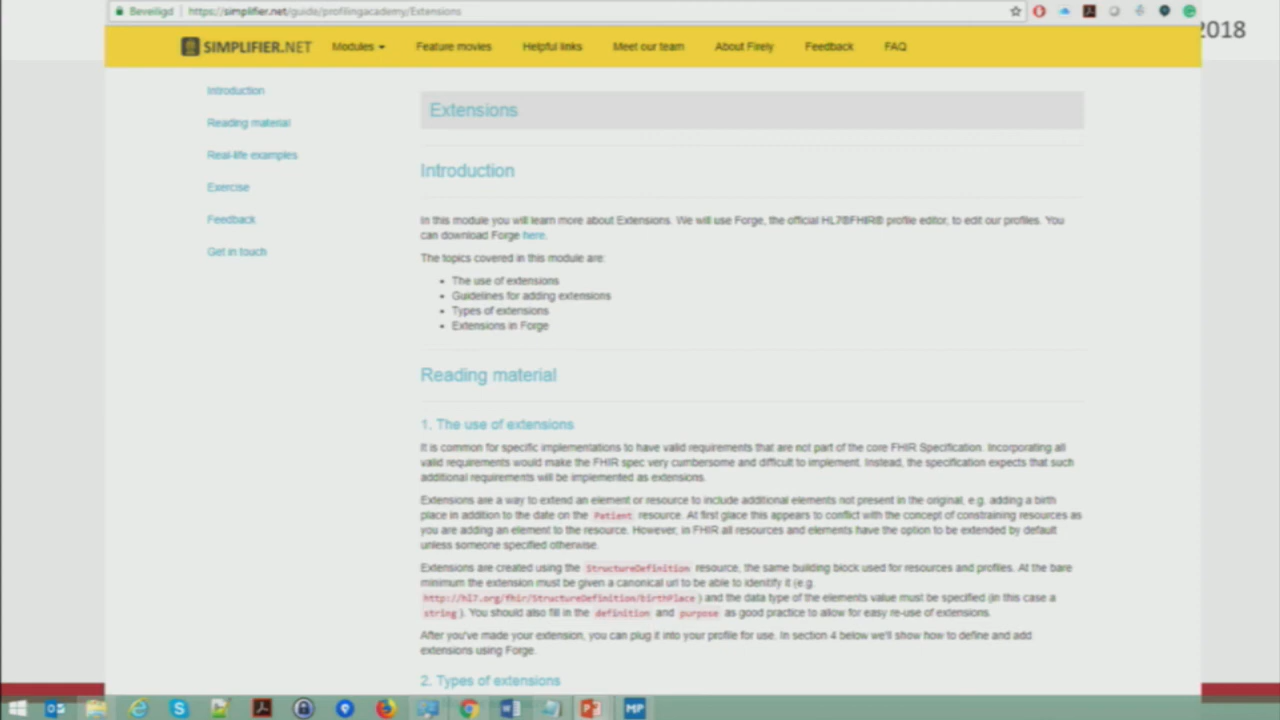 Beveiligd | https://simplifier.net/guide/profilingacademy/Extensions
2018
SIMPLIFIER.NET Modules Feature movies Helpful links Meet our team About Firely Feedback FAQ
Introduction
Reading material
Real-life examples
Exercise
Feedback
Get in touch
Extensions
Introduction
In this module you will learn more about Extensions. We will use Forge, the official HL7®FHIR® profile editor, to edit our profiles. You
can download Forge here.
The topics covered in this module are:
• The use of extensions
• Guidelines for adding extensions
• Types of extensions
• Extensions in Forge
Reading material
1. The use of extensions
It is common for specific implementations to have valid requirements that are not part of the core FHIR Specification. Incorporating all
valid requirements would make the FHIR spec very cumbersome and difficult to implement. Instead, the specification expects that such
additional requirements will be implemented as extensions.
Extensions are a way to extend an element or resource to include additional elements not present in the original, e.g. adding a birth
place in addition to the date on the Patient resource. At first glace this appears to conflict with the concept of constraining resources as
you are adding an element to the resource. However, in FHIR all resources and elements have the option to be extended by default
unless someone specified otherwise.
Extensions are created using the StructureDefinition resource, the same building block used for resources and profiles. At the bare
minimum the extension must be given a canonical url to be able to identify it (e.g.
http://hl7.org/fhir/StructureDefinition/birthPlace ) and the data type of the elements value must be specified (in this case a
string ). You should also fill in the definition and purpose as good practice to allow for easy re-use of extensions.
After you've made your extension, you can plug it into your profile for use. In section 4 below we'll show how to define and add
extensions using Forge.
2. Types of extensions
MP